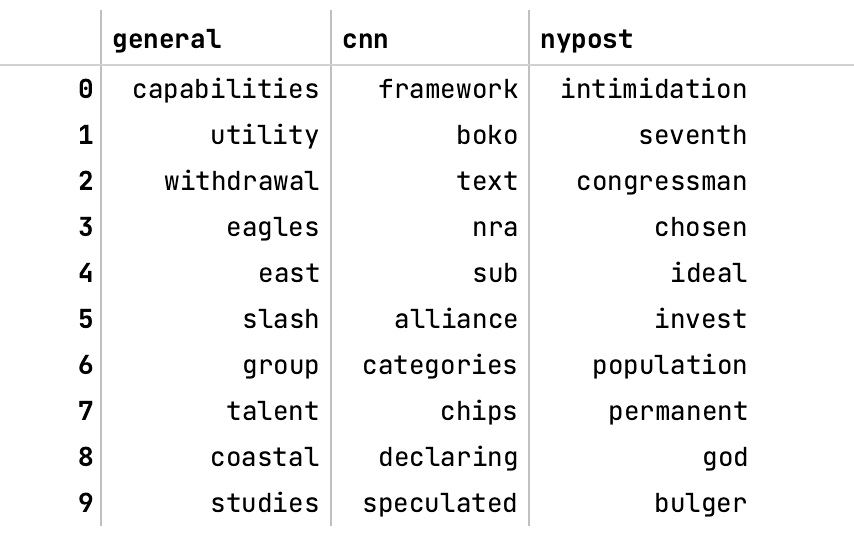 general cnn nypost
0 capabilities framework intimidation
1 utility boko seventh
2 withdrawal text congressman
3 eagles nra chosen
4 east sub ideal
5 slash alliance invest
6 group categories population
7 talent chips permanent
8 coastal declaring god
9 studies speculated bulger